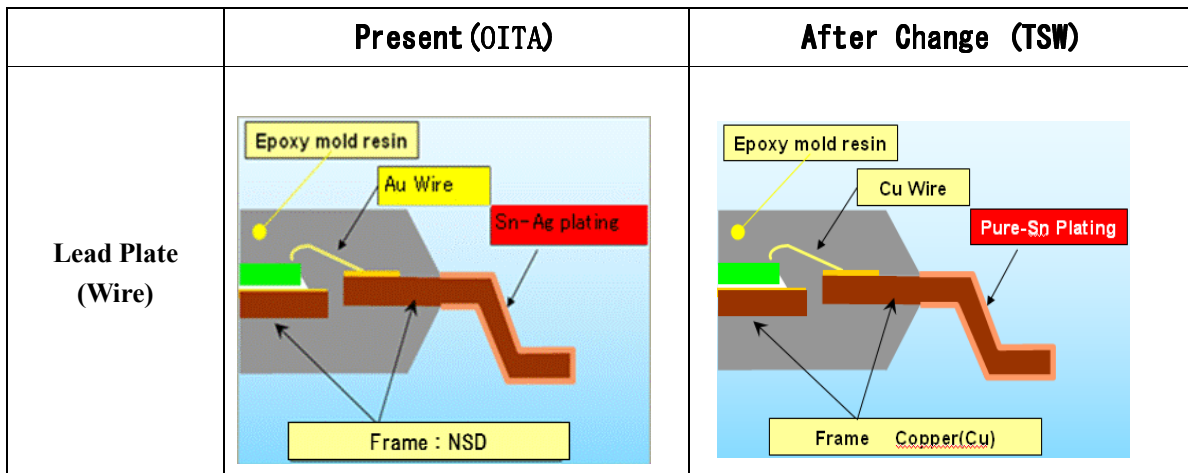 Present(OITA)
After Change (TSW)
Lead Plate
(Wire)
Epoxy mold resin
Au Wire
Sn-Ag plating
Frame : NSD
Epoxy mold resin
Cu Wire
Pure-Sn Plating
Frame Copper(Cu)